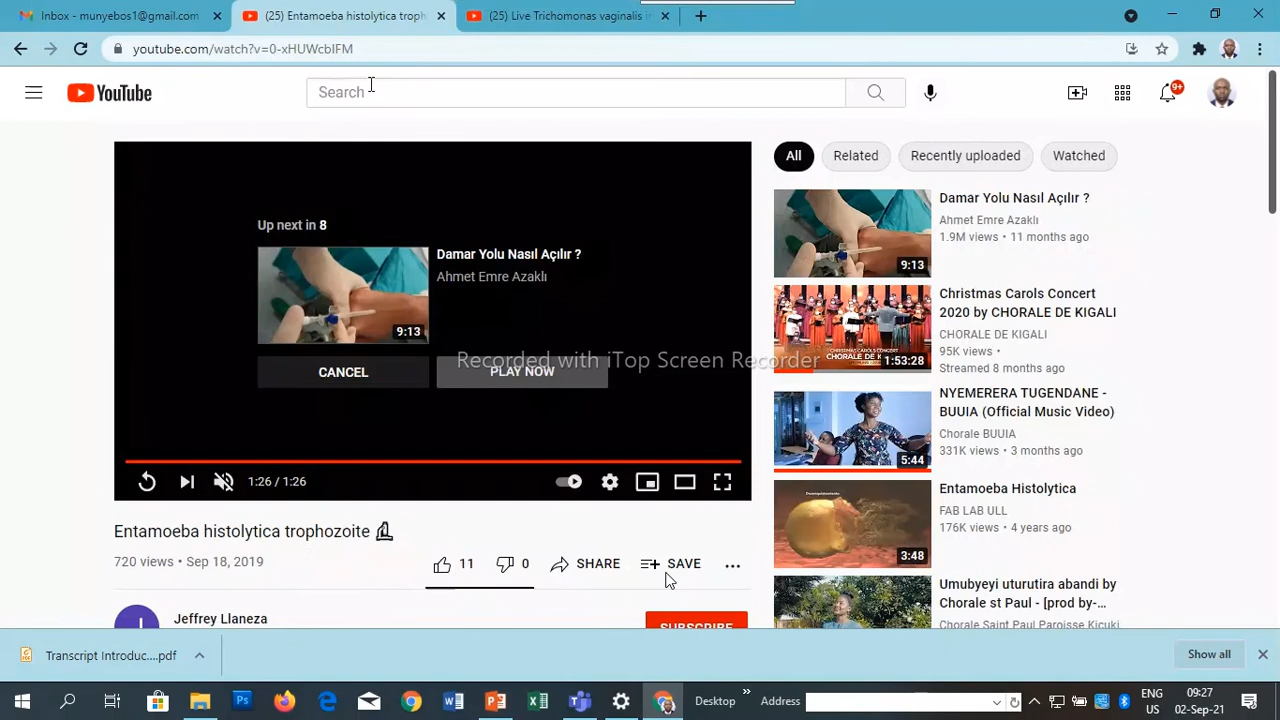 Inbox - munyebos1@gmail.com
(25) Entamoeba histolytica troph
(25) Live Trichomonas vaginalis in
youtube.com/watch?v=0-xHUWcbIFM
YouTube
Search
9+
All
Related
Recently uploaded
Watched
Up next in 8
Damar Yolu Nasıl Açılır ?
Ahmet Emre Azaklı
9:13
CANCEL
PLAY NOW
Recorded with iTop Screen Recorder
1:26 / 1:26
Entamoeba histolytica trophozoite
720 views • Sep 18, 2019
11
0
SHARE
SAVE
Jeffrey Llaneza
SUBSCRIBE
Damar Yolu Nasıl Açılır ?
Ahmet Emre Azaklı
1.9M views • 11 months ago
9:13
Christmas Carols Concert
2020 by CHORALE DE KIGALI
CHORALE DE KIGALI
95K views •
Streamed 8 months ago
1:53:28
NYEMERERA TUGENDANE -
BUUIA (Official Music Video)
Chorale BUUIA
331K views • 3 months ago
5:44
Entamoeba Histolytica
FAB LAB ULL
176K views • 4 years ago
3:48
Umubyeyi uturutira abandi by
Chorale st Paul - [prod by-...
Chorale Saint Paul Paroisse Kicuki
Transcript Introduc....pdf
Show all
Desktop
Address
ENG
US
09:27
02-Sep-21